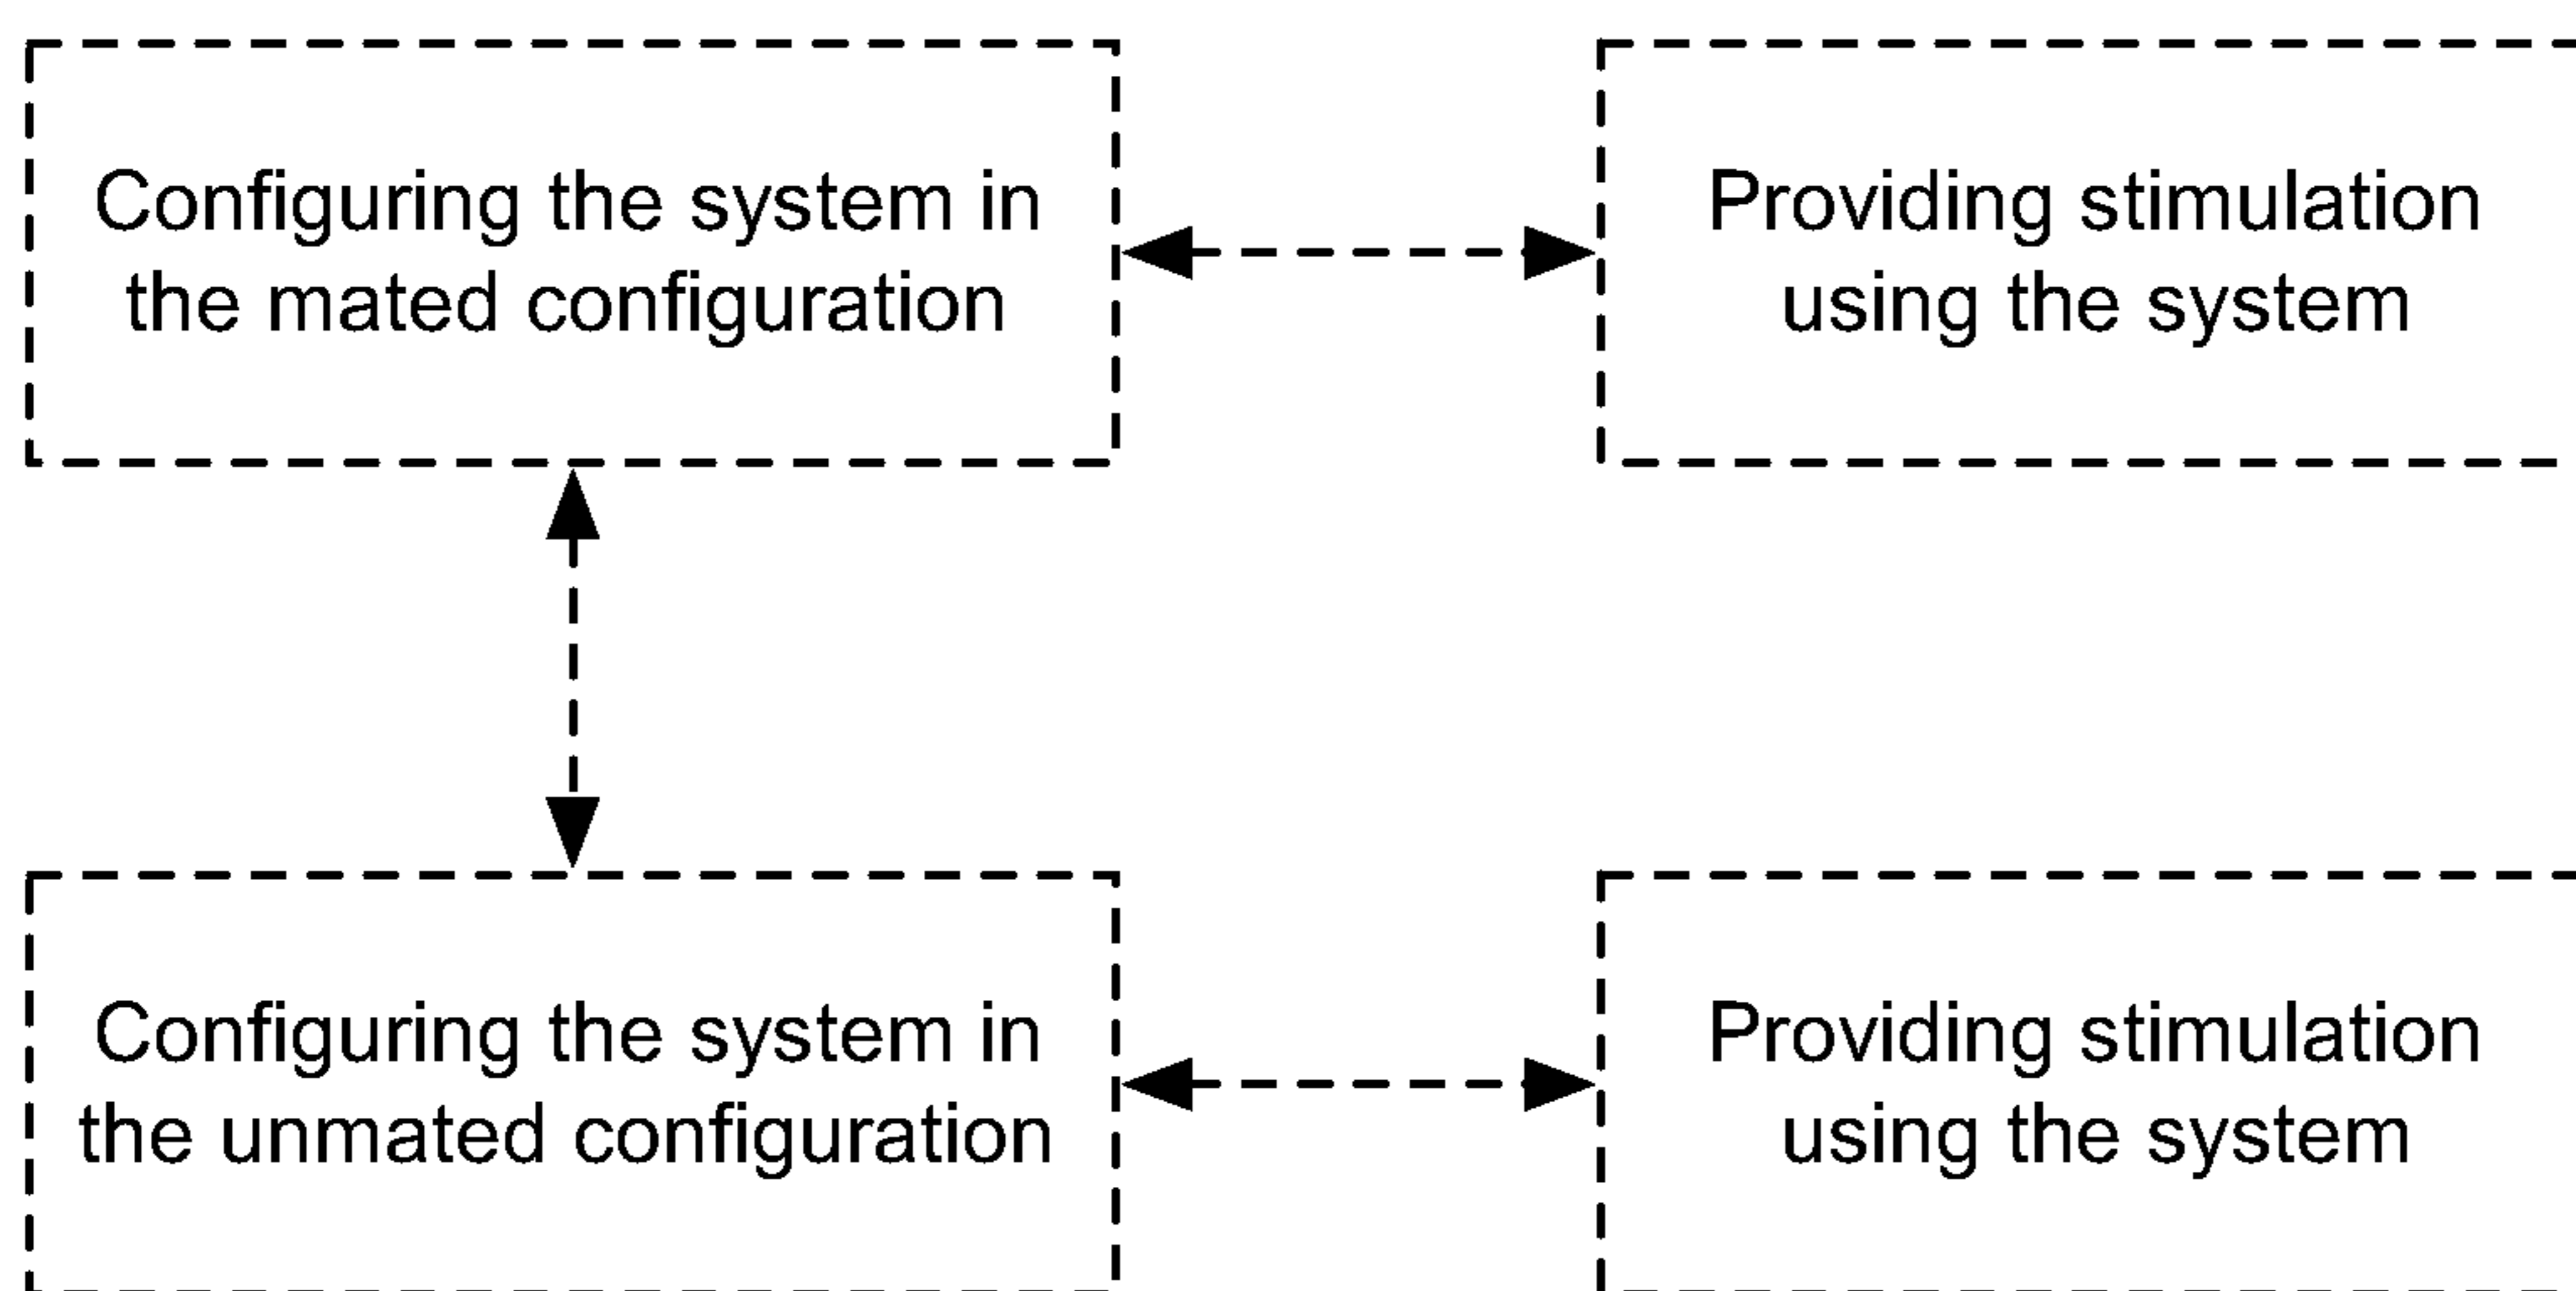 Configuring the system in
the mated configuration
Providing stimulation
using the system
Configuring the system in
the unmated configuration
Providing stimulation
using the system